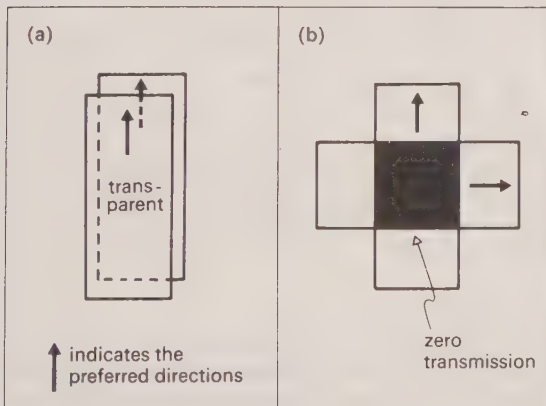 (a)
trans-
parent
indicates the
preferred directions
(b)
zero
transmission